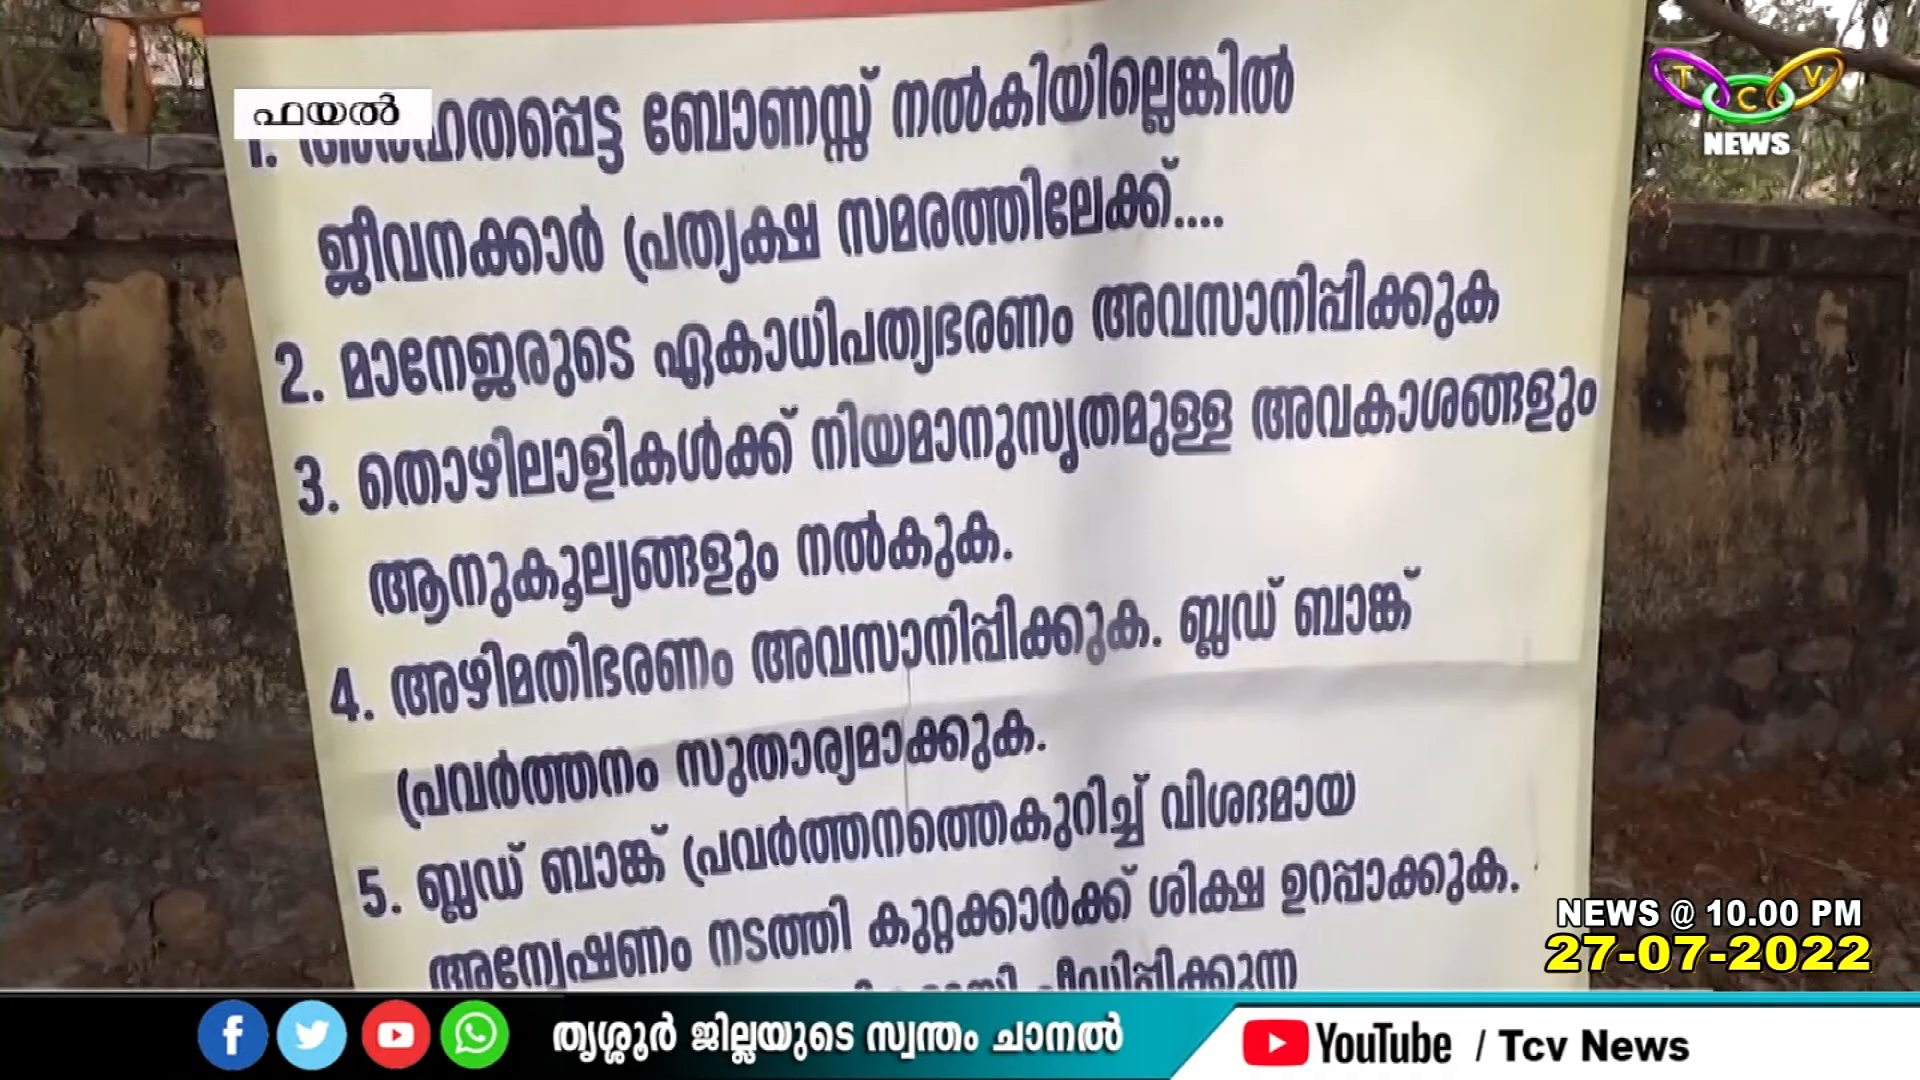 T C V
NEWS
ഫയൽ
1. അർഹതപ്പെട്ട ബോണസ്സ് നൽകിയില്ലെങ്കിൽ
ജീവനക്കാർ പ്രത്യക്ഷ സമരത്തിലേക്ക്....
2. മാനേജരുടെ ഏകാധിപത്യഭരണം അവസാനിപ്പിക്കുക
3. തൊഴിലാളികൾക്ക് നിയമാനുസൃതമുള്ള അവകാശങ്ങളും
ആനുകൂല്യങ്ങളും നൽകുക.
4. അഴിമതിഭരണം അവസാനിപ്പിക്കുക. ബ്ലഡ് ബാങ്ക്
പ്രവർത്തനം സുതാര്യമാക്കുക.
5. ബ്ലഡ് ബാങ്ക് പ്രവർത്തനത്തെകുറിച്ച് വിശദമായ
അന്വേഷണം നടത്തി കുറ്റക്കാർക്ക് ശിക്ഷ ഉറപ്പാക്കുക.
പീഡിപ്പിക്കുന്ന
NEWS @ 10.00 PM
27-07-2022
തൃശ്ശൂർ ജില്ലയുടെ സ്വന്തം ചാനൽ
YouTube / Tcv News